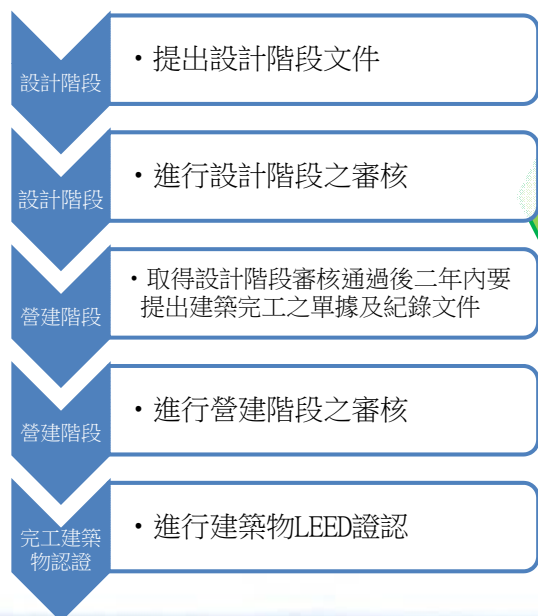 設計階段
・提出設計階段文件
設計階段
・進行設計階段之審核
營建階段
・取得設計階段審核通過後二年內要
提出建築完工之單據及紀錄文件
營建階段
・進行營建階段之審核
完工建築
物認證
・進行建築物LEED證認